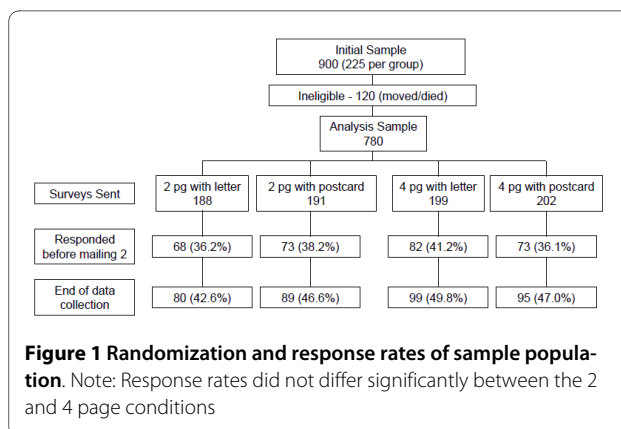 Initial Sample
900 (225 per group)
Ineligible - 120 (moved/died)
Analysis Sample
780
Surveys Sent
2 pg with letter
188
2 pg with postcard
191
4 pg with letter
199
4 pg with postcard
202
Responded
before mailing 2
68 (36.2%)
73 (38.2%)
82 (41.2%)
73 (36.1%)
End of data
collection
80 (42.6%)
89 (46.6%)
99 (49.8%)
95 (47.0%)
Figure 1 Randomization and response rates of sample popula-
tion. Note: Response rates did not differ significantly between the 2
and 4 page conditions